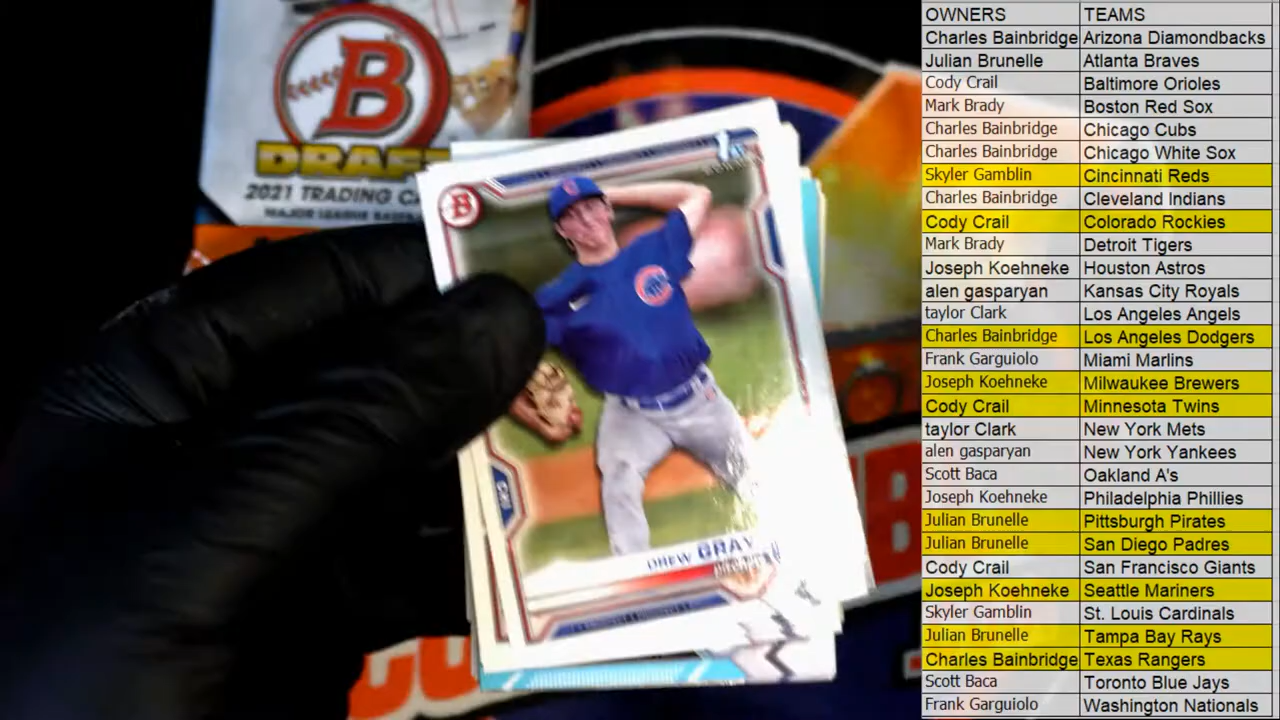 B
DRAFT
2021 TRADING CA
MAJOR LEAGUE BASEB
1st
B
DREW GRAY
OWNERS TEAMS
Charles Bainbridge Arizona Diamondbacks
Julian Brunelle Atlanta Braves
Cody Crail Baltimore Orioles
Mark Brady Boston Red Sox
Charles Bainbridge Chicago Cubs
Charles Bainbridge Chicago White Sox
Skyler Gamblin Cincinnati Reds
Charles Bainbridge Cleveland Indians
Cody Crail Colorado Rockies
Mark Brady Detroit Tigers
Joseph Koehneke Houston Astros
alen gasparyan Kansas City Royals
taylor Clark Los Angeles Angels
Charles Bainbridge Los Angeles Dodgers
Frank Garguiolo Miami Marlins
Joseph Koehneke Milwaukee Brewers
Cody Crail Minnesota Twins
taylor Clark New York Mets
alen gasparyan New York Yankees
Scott Baca Oakland A's
Joseph Koehneke Philadelphia Phillies
Julian Brunelle Pittsburgh Pirates
Julian Brunelle San Diego Padres
Cody Crail San Francisco Giants
Joseph Koehneke Seattle Mariners
Skyler Gamblin St. Louis Cardinals
Julian Brunelle Tampa Bay Rays
Charles Bainbridge Texas Rangers
Scott Baca Toronto Blue Jays
Frank Garguiolo Washington Nationals